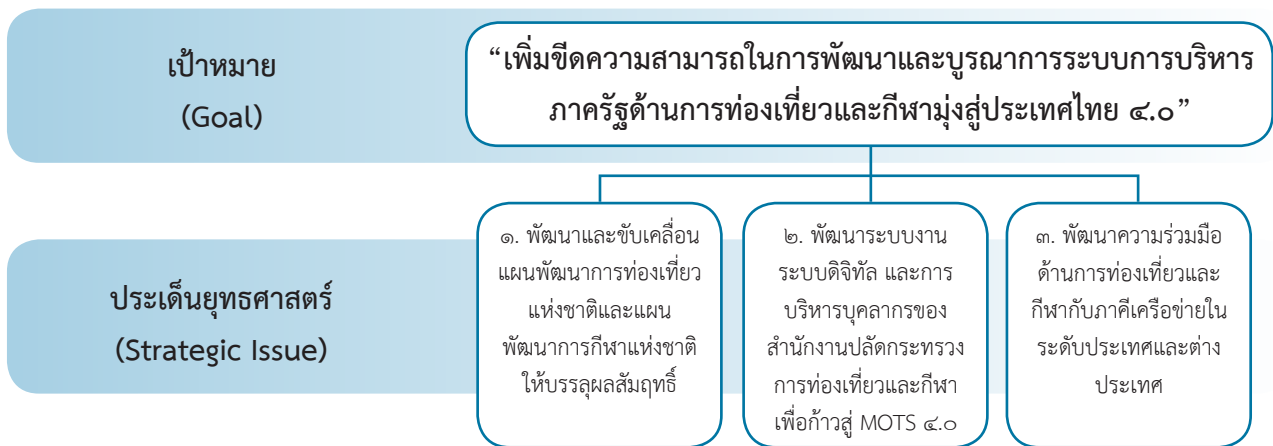 เป้าหมาย
(Goal)
“เพิ่มขีดความสามารถในการพัฒนาและบูรณาการระบบการบริหาร
ภาครัฐด้านการท่องเที่ยวและกีฬามุ่งสู่ประเทศไทย ๔.๐”
ประเด็นยุทธศาสตร์
(Strategic Issue)
๑. พัฒนาและขับเคลื่อน
แผนพัฒนาการท่องเที่ยว
แห่งชาติและแผน
พัฒนาการกีฬาแห่งชาติ
ให้บรรลุผลสัมฤทธิ์
๒. พัฒนาระบบงาน
ระบบดิจิทัล และการ
บริหารบุคลากรของ
สำนักงานปลัดกระทรวง
การท่องเที่ยวและกีฬา
เพื่อก้าวสู่ MOTS ๔.๐
๓. พัฒนาความร่วมมือ
ด้านการท่องเที่ยวและ
กีฬากับภาคีเครือข่ายใน
ระดับประเทศและต่าง
ประเทศ